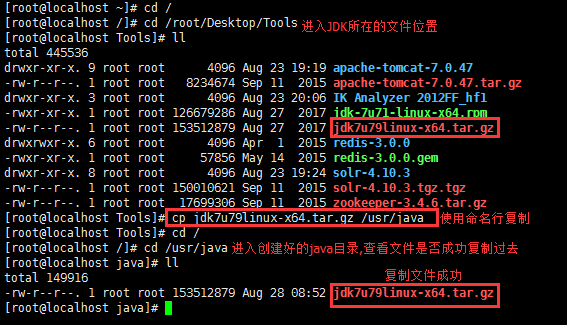 [root@localhost ~]# cd /
[root@localhost /]# cd /root/Desktop/Tools 进入JDK所在的文件位置
[root@localhost Tools]# ll
total 445536
drwxr-xr-x. 9 root root      4096 Aug 23 19:19 apache-tomcat-7.0.47
-rw-r--r--. 1 root root   8234674 Sep 11  2015 apache-tomcat-7.0.47.tar.gz
drwxr-xr-x. 3 root root      4096 Aug 23 20:06 IK Analyzer 2012FF_hf1
-rw-r--r--. 1 root root 126679286 Aug 27  2017 jdk-7u71-linux-x64.rpm
-rw-r--r--. 1 root root 153512879 Aug 27  2017 jdk7u79linux-x64.tar.gz
drwxrwxr-x. 6 root root      4096 Apr  1  2015 redis-3.0.0
-rw-r--r--. 1 root root     57856 May 14  2015 redis-3.0.0.gem
drwxr-xr-x. 8 root root      4096 Aug 23 19:24 solr-4.10.3
-rw-r--r--. 1 root root 150010621 Sep 11  2015 solr-4.10.3.tgz.tgz
-rw-r--r--. 1 root root  17699306 Sep 11  2015 zookeeper-3.4.6.tar.gz
[root@localhost Tools]# cp jdk7u79linux-x64.tar.gz /usr/java 使用命名行复制
[root@localhost Tools]# cd /
[root@localhost /]# cd /usr/java 进入创建好的java目录,查看文件是否成功复制过去
[root@localhost java]# ll
total 149916 复制文件成功
-rw-r--r--. 1 root root 153512879 Aug 28 08:52 jdk7u79linux-x64.tar.gz
[root@localhost java]#